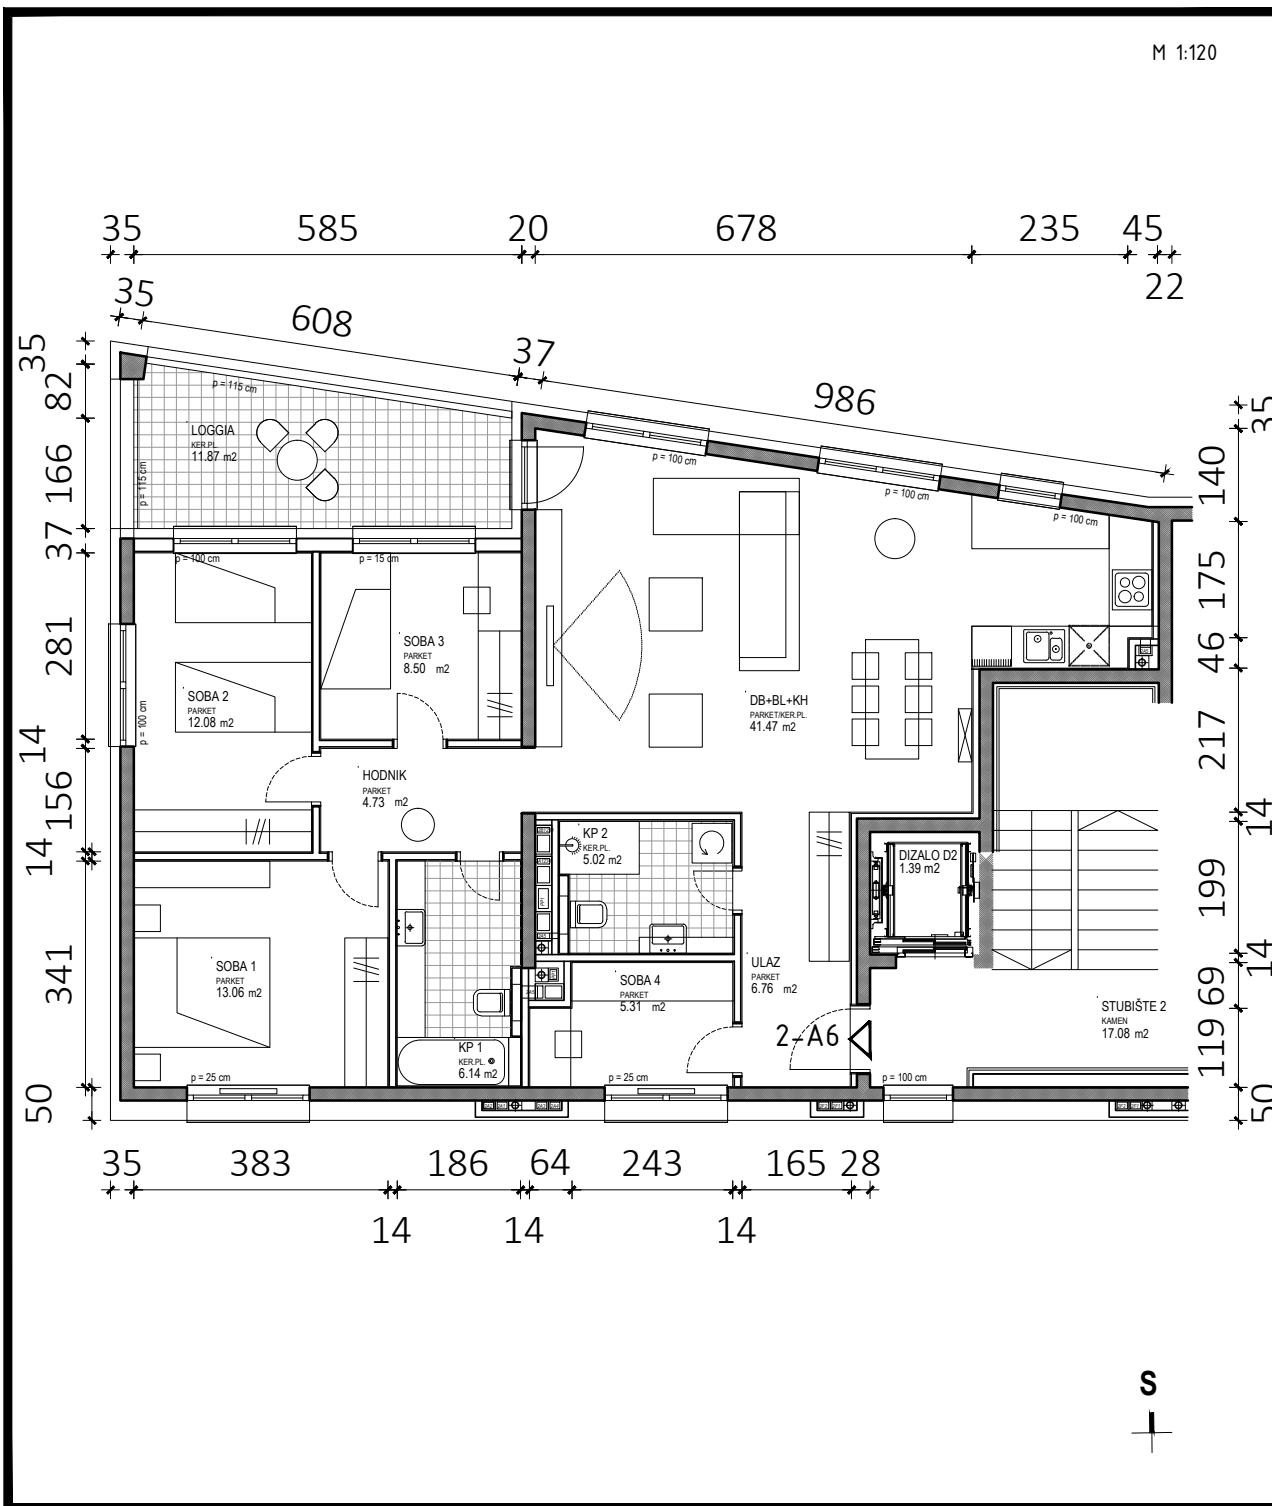 M 1:120
35 585 20 678 235 45
22
35 608 37 986
35
82
166
37
281
14
156
14
341
50
35
140
175
46
217
14
199
14
69
119
50
p = 115 cm
p = 115 cm
LOGGIA
KER.PL.
11.87 m2
p = 100 cm
p = 100 cm
p = 100 cm
p = 100 cm
p = 15 cm
SOBA 3
PARKET
8.50 m2
SOBA 2
PARKET
12.08 m2
p = 100 cm
DB+BL+KH
PARKET/KER.PL.
41.47 m2
HODNIK
PARKET
4.73 m2
KP 2
KER.PL.
5.02 m2
DIZALO D2
1.39 m2
SOBA 1
PARKET
13.06 m2
ULAZ
PARKET
6.76 m2
SOBA 4
PARKET
5.31 m2
STUBIŠTE 2
KAMEN
17.08 m2
2-A6
KP 1
KER.PL.
6.14 m2
p = 25 cm
p = 25 cm
p = 100 cm
35 383 186 64 243 165 28
14 14 14
S